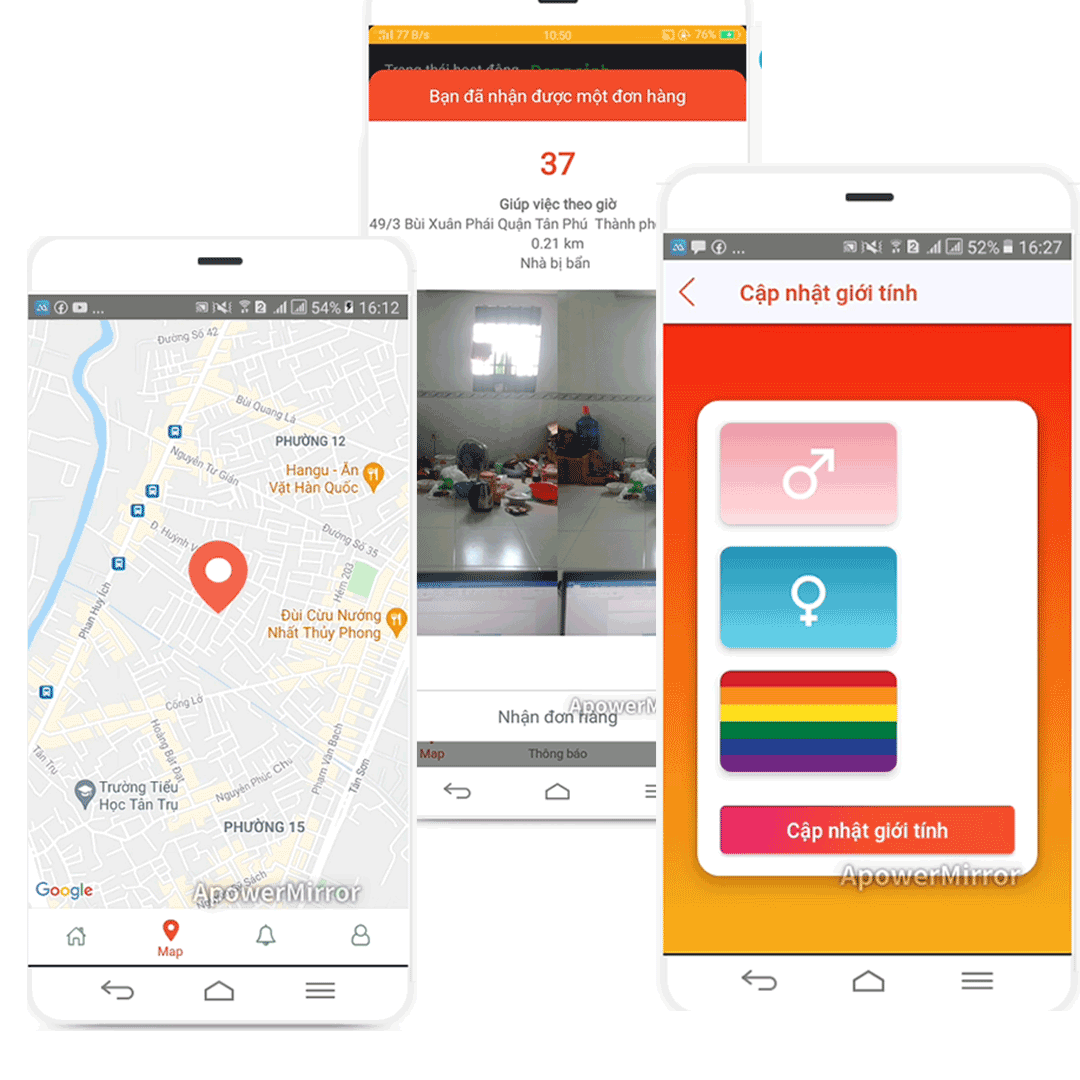 77 B/s 10:50 76%
Trạng thái hoạt động
Bạn đã nhận được một đơn hàng
37
Giúp việc theo giờ
49/3 Bùi Xuân Phái Quận Tân Phú Thành
0.21 km
Nhà bị bẩn
Nhận đơn hàng
ApowerM
Map Thông báo
... 2 54% 16:12
Đường Số 42
Bùi Quang Là
PHƯỜNG 12
Nguyễn Tư Giản
Hangu - Ăn
Vặt Hàn Quốc
Đ. Huỳnh
Đường Số 35
Hẻm 203
Phan Huy Ích
Đùi Cừu Nướng
Nhất Thủy Phong
Cống Lở
Hoàng Bật Đạt
Tân Trụ
Phạm Văn Bạch
Tân Sơn
Trường Tiểu
Học Tân Trụ
Nguyễn Phúc Chu
PHƯỜNG 15
Google
ApowerMirror
Map
... 2 52% 16:27
Cập nhật giới tính
Cập nhật giới tính
ApowerMirror